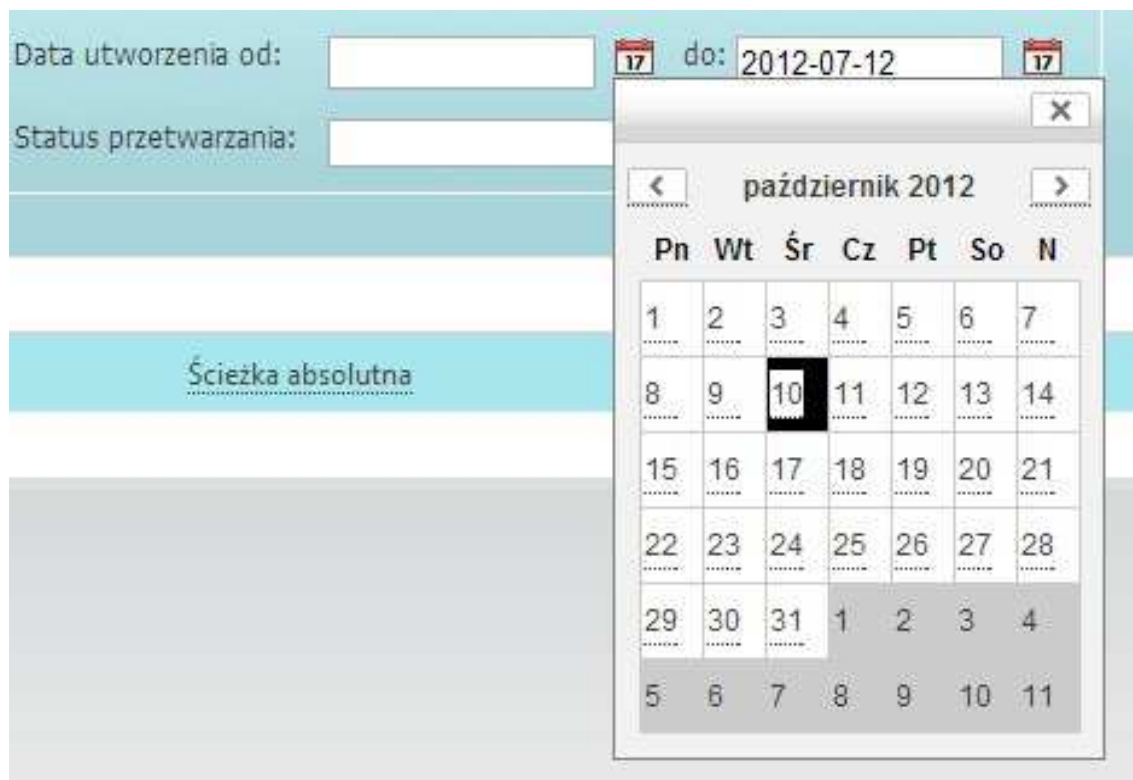 Data utworzenia od: 17 do: 2012-07-12 17
Status przetwarzania:
październik 2012
Pn Wt Śr Cz Pt So N
1 2 3 4 5 6 7
Ścieżka absolutna
8 9 10 11 12 13 14
15 16 17 18 19 20 21
22 23 24 25 26 27 28
29 30 31 1 2 3 4
5 6 7 8 9 10 11